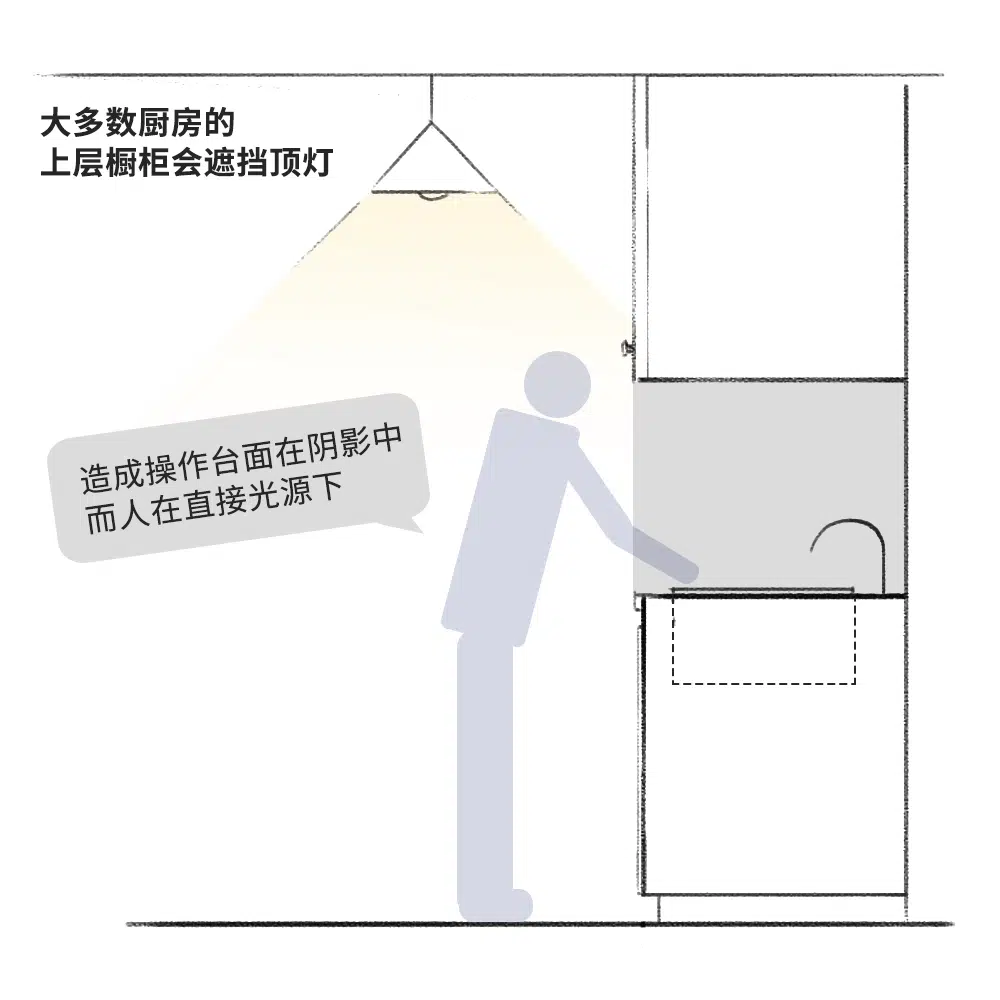 大多数厨房的
上层橱柜会遮挡顶灯
造成操作台面在阴影中
而人在直接光源下